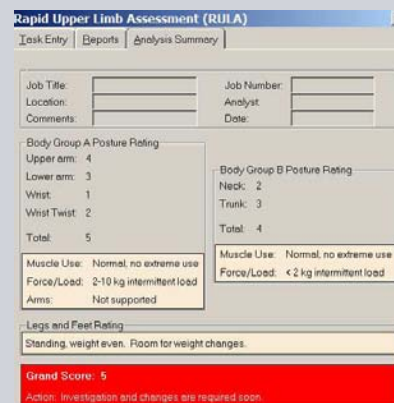 Rapid Upper Limb Assessment (RULA)
Task Entry Reports Analysis Summary
Job Title:
Job Number:
Location:
Analyst
Comments:
Date:
Body Group A Posture Rating
Upper arm: 4
Lower arm: 3
Wrist: 1
Wrist Twist: 2
Total: 5
Muscle Use: Normal, no extreme use
Force/Load: 2-10 kg intermittent load
Arms: Not supported
Body Group B Posture Rating
Neck: 2
Trunk: 3
Total: 4
Muscle Use: Normal, no extreme use
Force/Load: < 2 kg intermittent load
Legs and Feet Rating
Standing, weight even. Room for weight changes.
Grand Score: 5
Action: Investigation and changes are required soon.